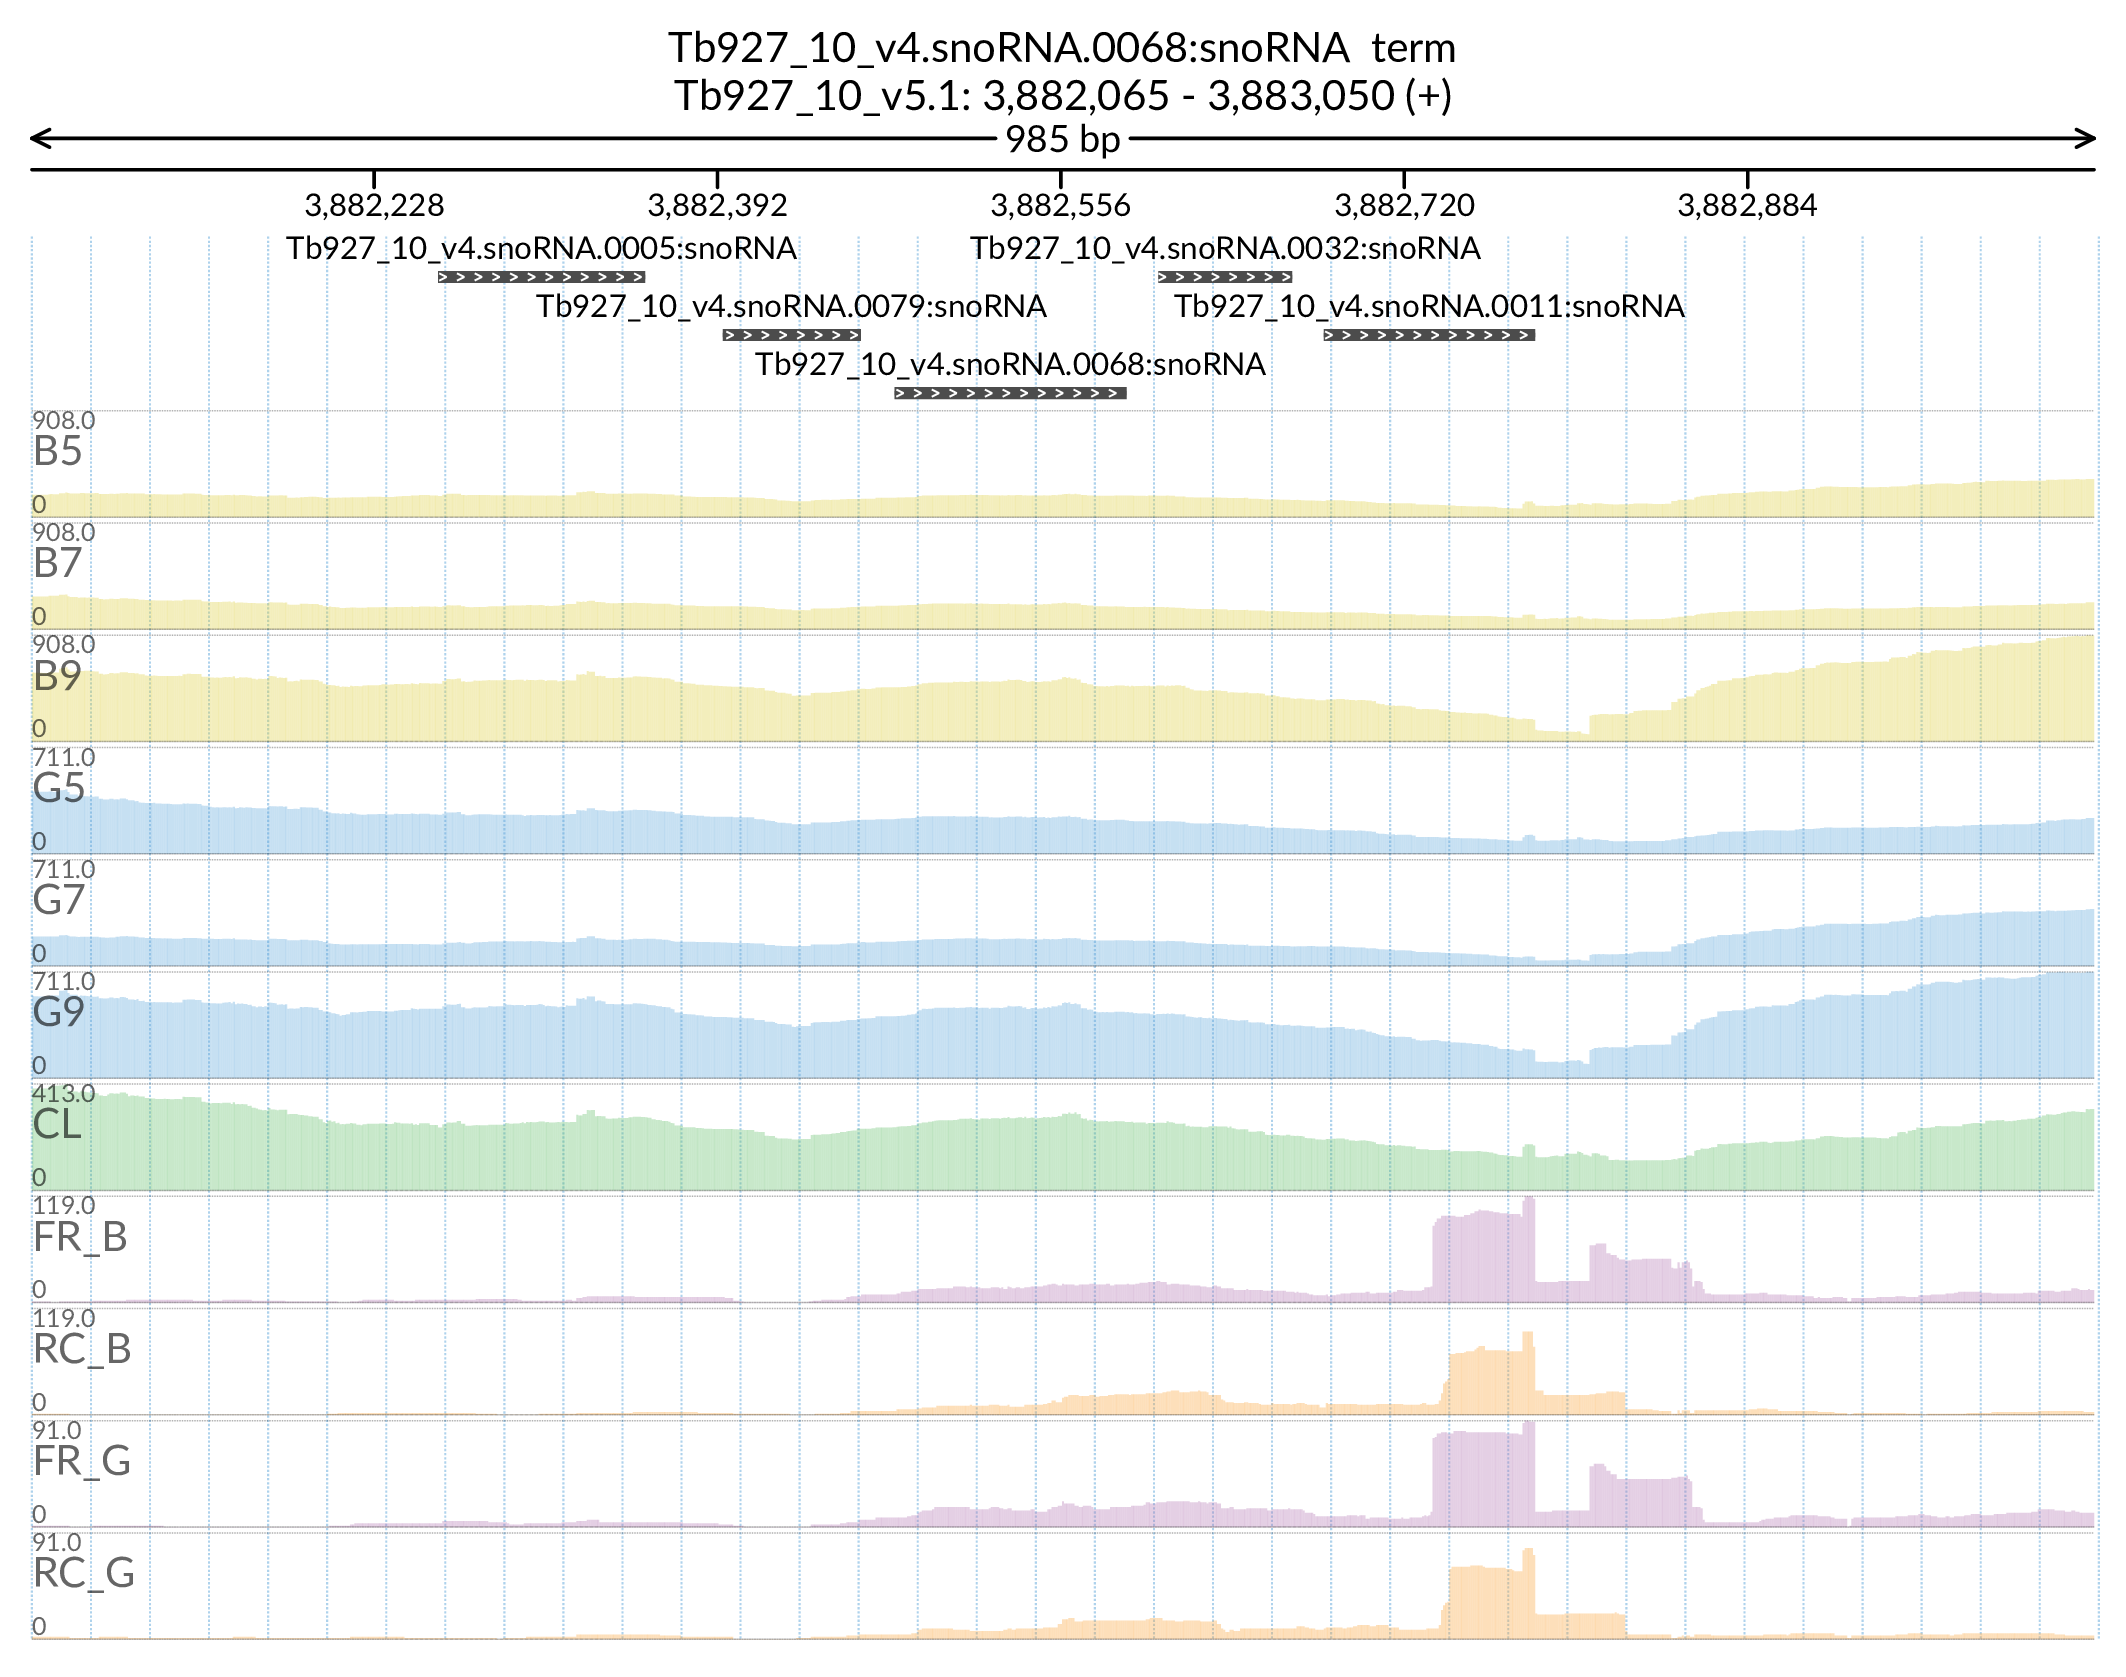 Tb927_10_v4.snoRNA.0068:snoRNA term
Tb927_10_v5.1: 3,882,065 - 3,883,050 (+)
985 bp
3,882,228 3,882,392 3,882,556 3,882,720 3,882,884
Tb927_10_v4.snoRNA.0005:snoRNA Tb927_10_v4.snoRNA.0032:snoRNA
Tb927_10_v4.snoRNA.0079:snoRNA Tb927_10_v4.snoRNA.0011:snoRNA
Tb927_10_v4.snoRNA.0068:snoRNA
908.0
B5
0
908.0
B7
0
908.0
B9
0
711.0
G5
0
711.0
G7
0
711.0
G9
0
413.0
CL
0
119.0
FR_B
0
119.0
RC_B
0
91.0
FR_G
0
91.0
RC_G
0